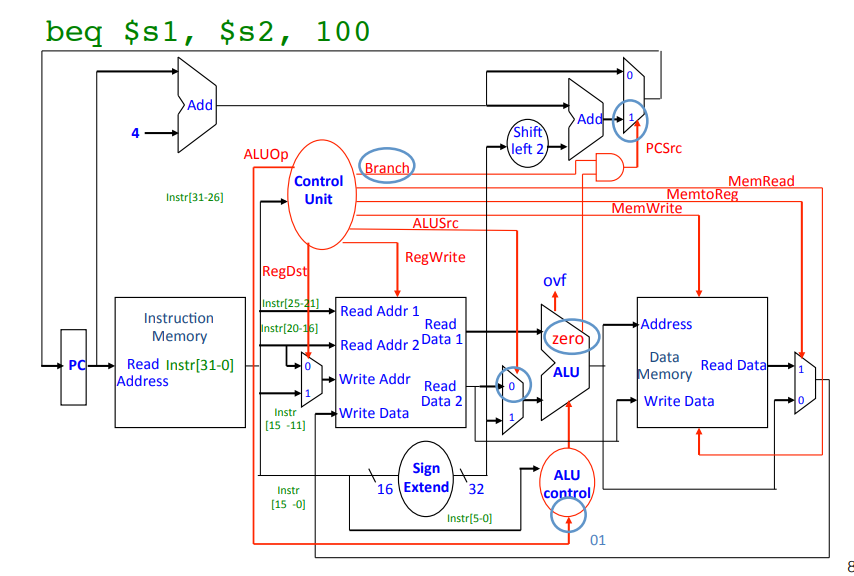 beq $s1, $s2, 100
Add
4
0
1
Add
Shift
left 2
PCSrc
ALUOp
Branch
Control
Unit
Instr[31-26]
MemRead
MemtoReg
MemWrite
ALUSrc
RegWrite
RegDst
ovf
zero
ALU
Instr[25-21]
Instr[20-16]
Instruction
Memory
PC
Read
Address
Instr[31-0]
0
1
Instr
[15 -11]
Read Addr 1
Read Addr 2
Write Addr
Write Data
Read
Data 1
Read
Data 2
0
1
Address
Data
Memory
Read Data
Write Data
1
0
Sign
Extend
16
32
Instr
[15 -0]
Instr[5-0]
ALU
control
01
8